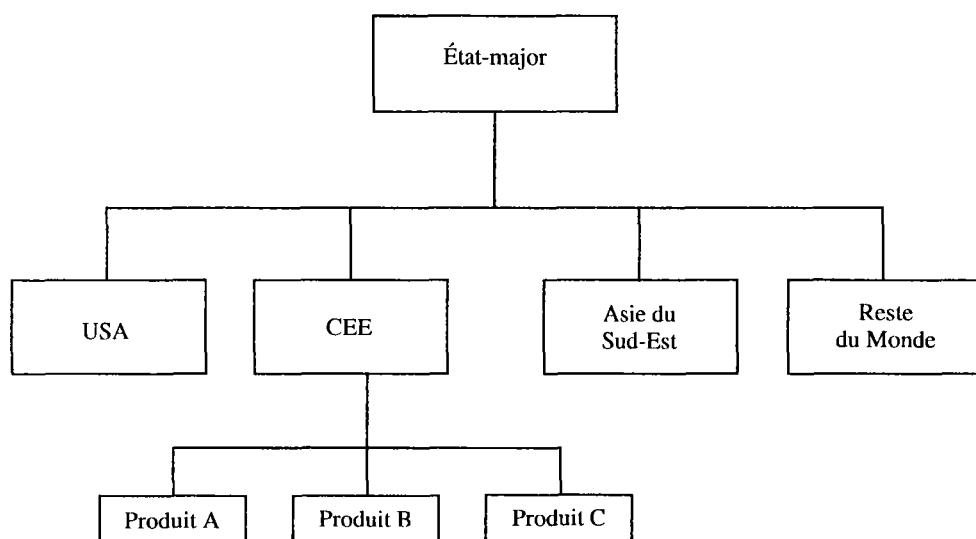 État-major
USA
CEE
Asie du
Sud-Est
Reste
du Monde
Produit A
Produit B
Produit C